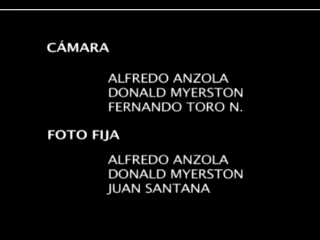 CÁMARA
ALFREDO ANZOLA
DONALD MYERSTON
FERNANDO TORO N.
FOTO FIJA
ALFREDO ANZOLA
DONALD MYERSTON
JUAN SANTANA